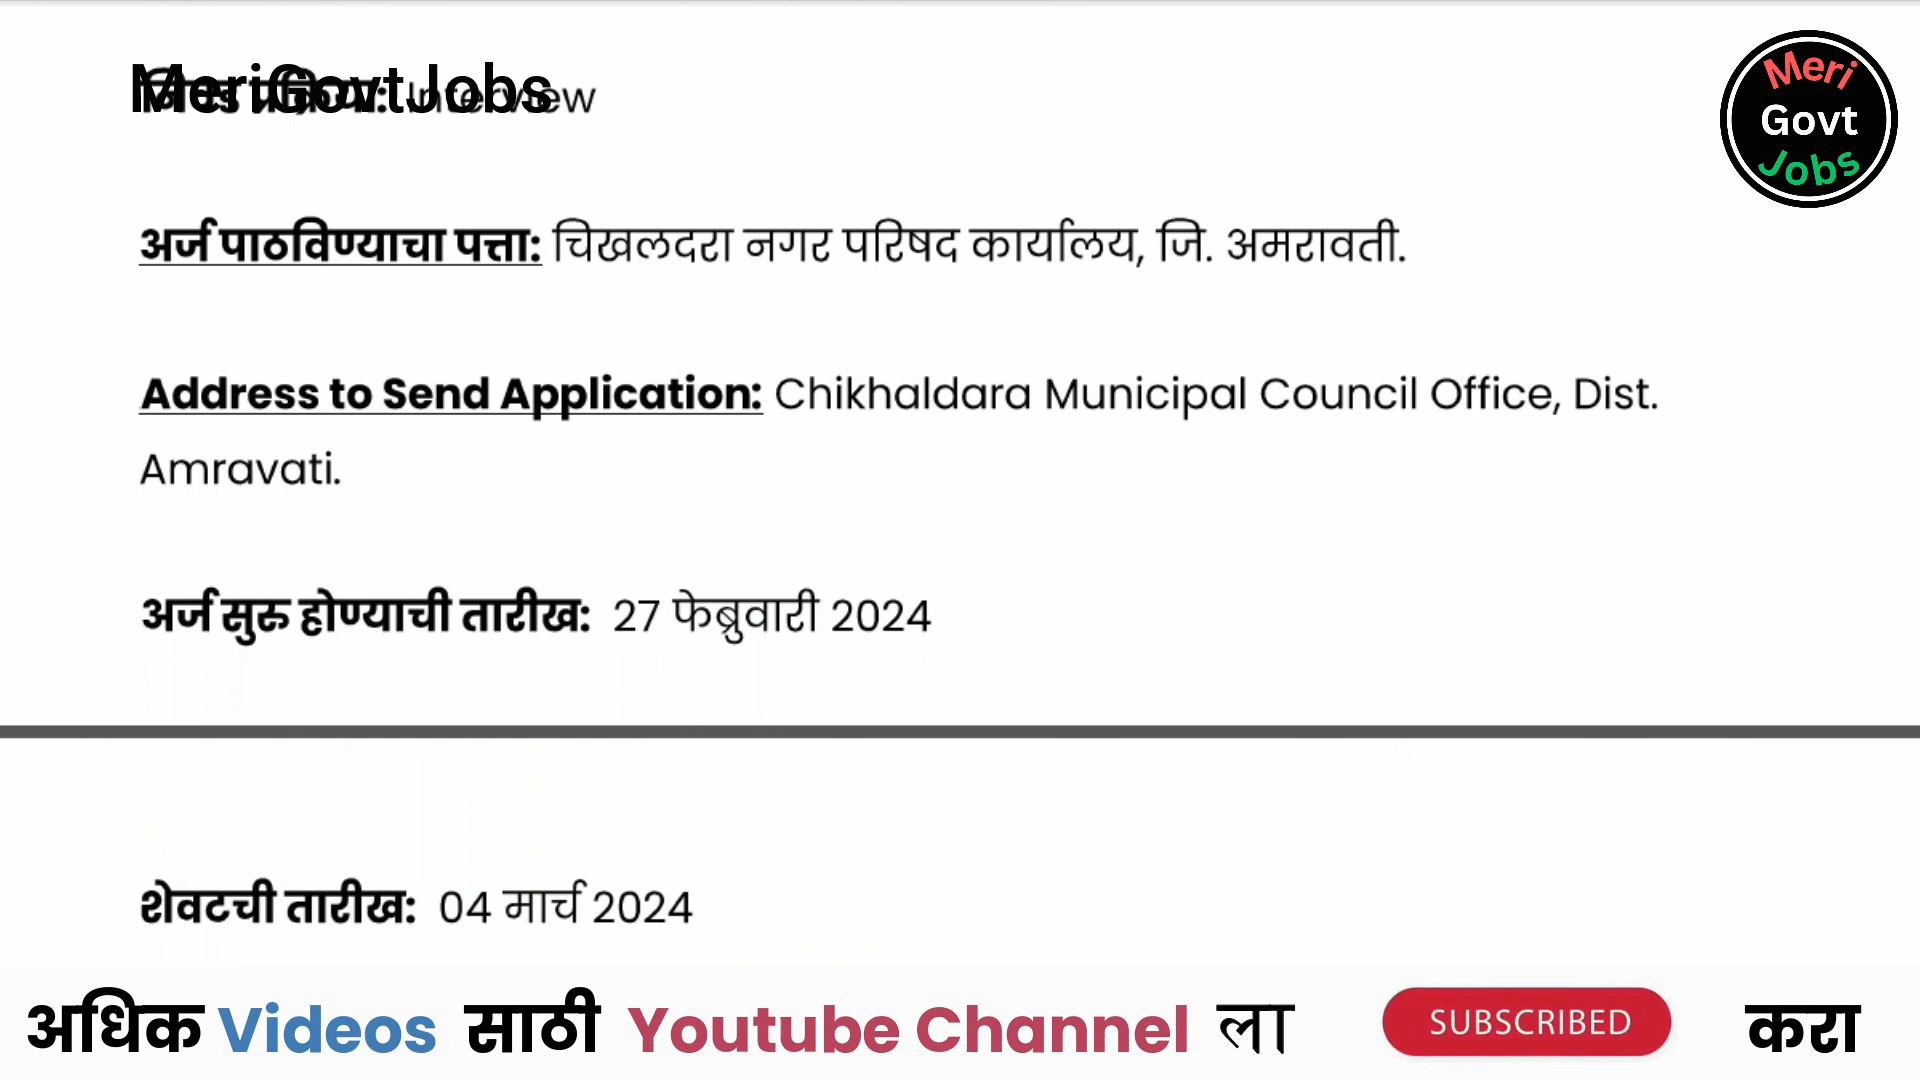 MeriGovtJobs
Interview
Meri
Govt
Jobs
अर्ज पाठविण्याचा पत्ता: चिखलदरा नगर परिषद कार्यालय, जि. अमरावती.
Address to Send Application: Chikhaldara Municipal Council Office, Dist.
Amravati.
अर्ज सुरु होण्याची तारीख: 27 फेब्रुवारी 2024
शेवटची तारीख: 04 मार्च 2024
अधिक Videos साठी Youtube Channel ला SUBSCRIBED करा